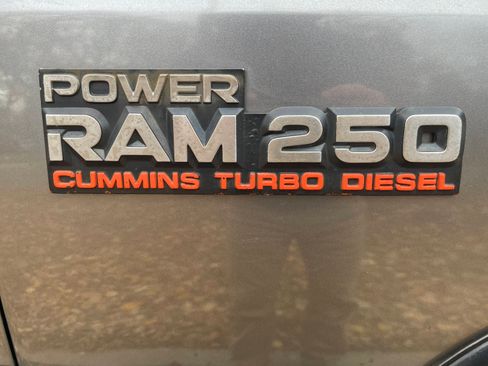 POWER
RAM 250
CUMMINS TURBO DIESEL